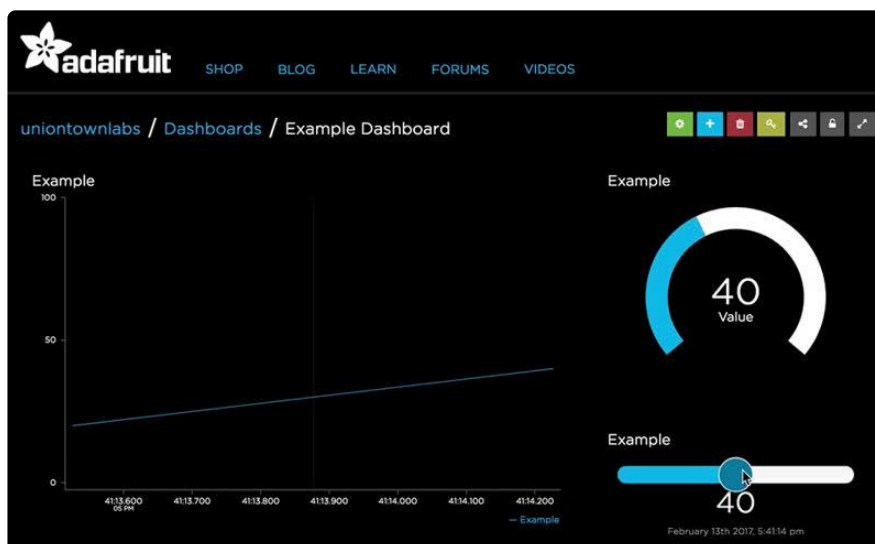 adafruit
SHOP BLOG LEARN FORUMS VIDEOS
uniontownlabs / Dashboards / Example Dashboard
Example
100
50
0
41:13.600 41:13.700 41:13.800 41:13.900 41:14.000 41:14.100 41:14.200
05 PM
— Example
Example
40
Value
Example
40
February 13th 2017, 5:41:14 pm